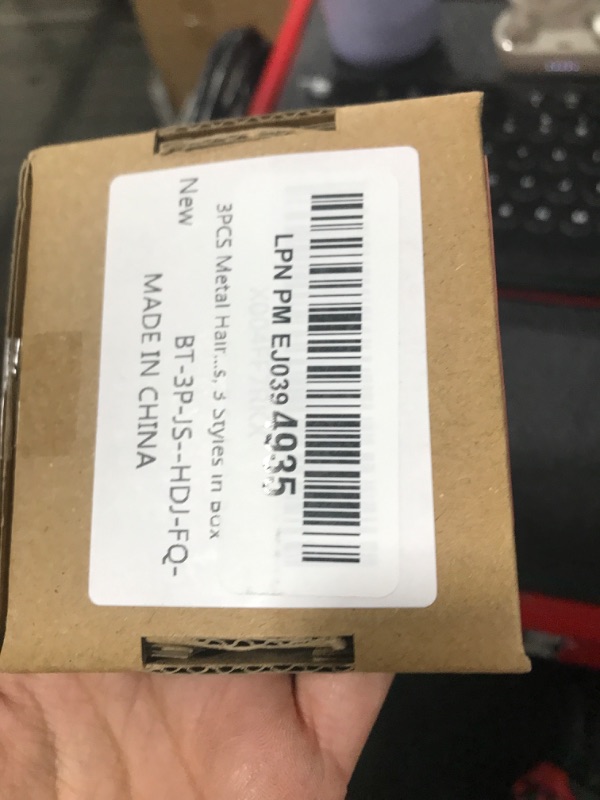 LPN PM EJ0394935
3PCS Metal Hair...s, 3 Styles in Box
New
BT-3P-JS--HDJ-FQ-
MADE IN CHINA